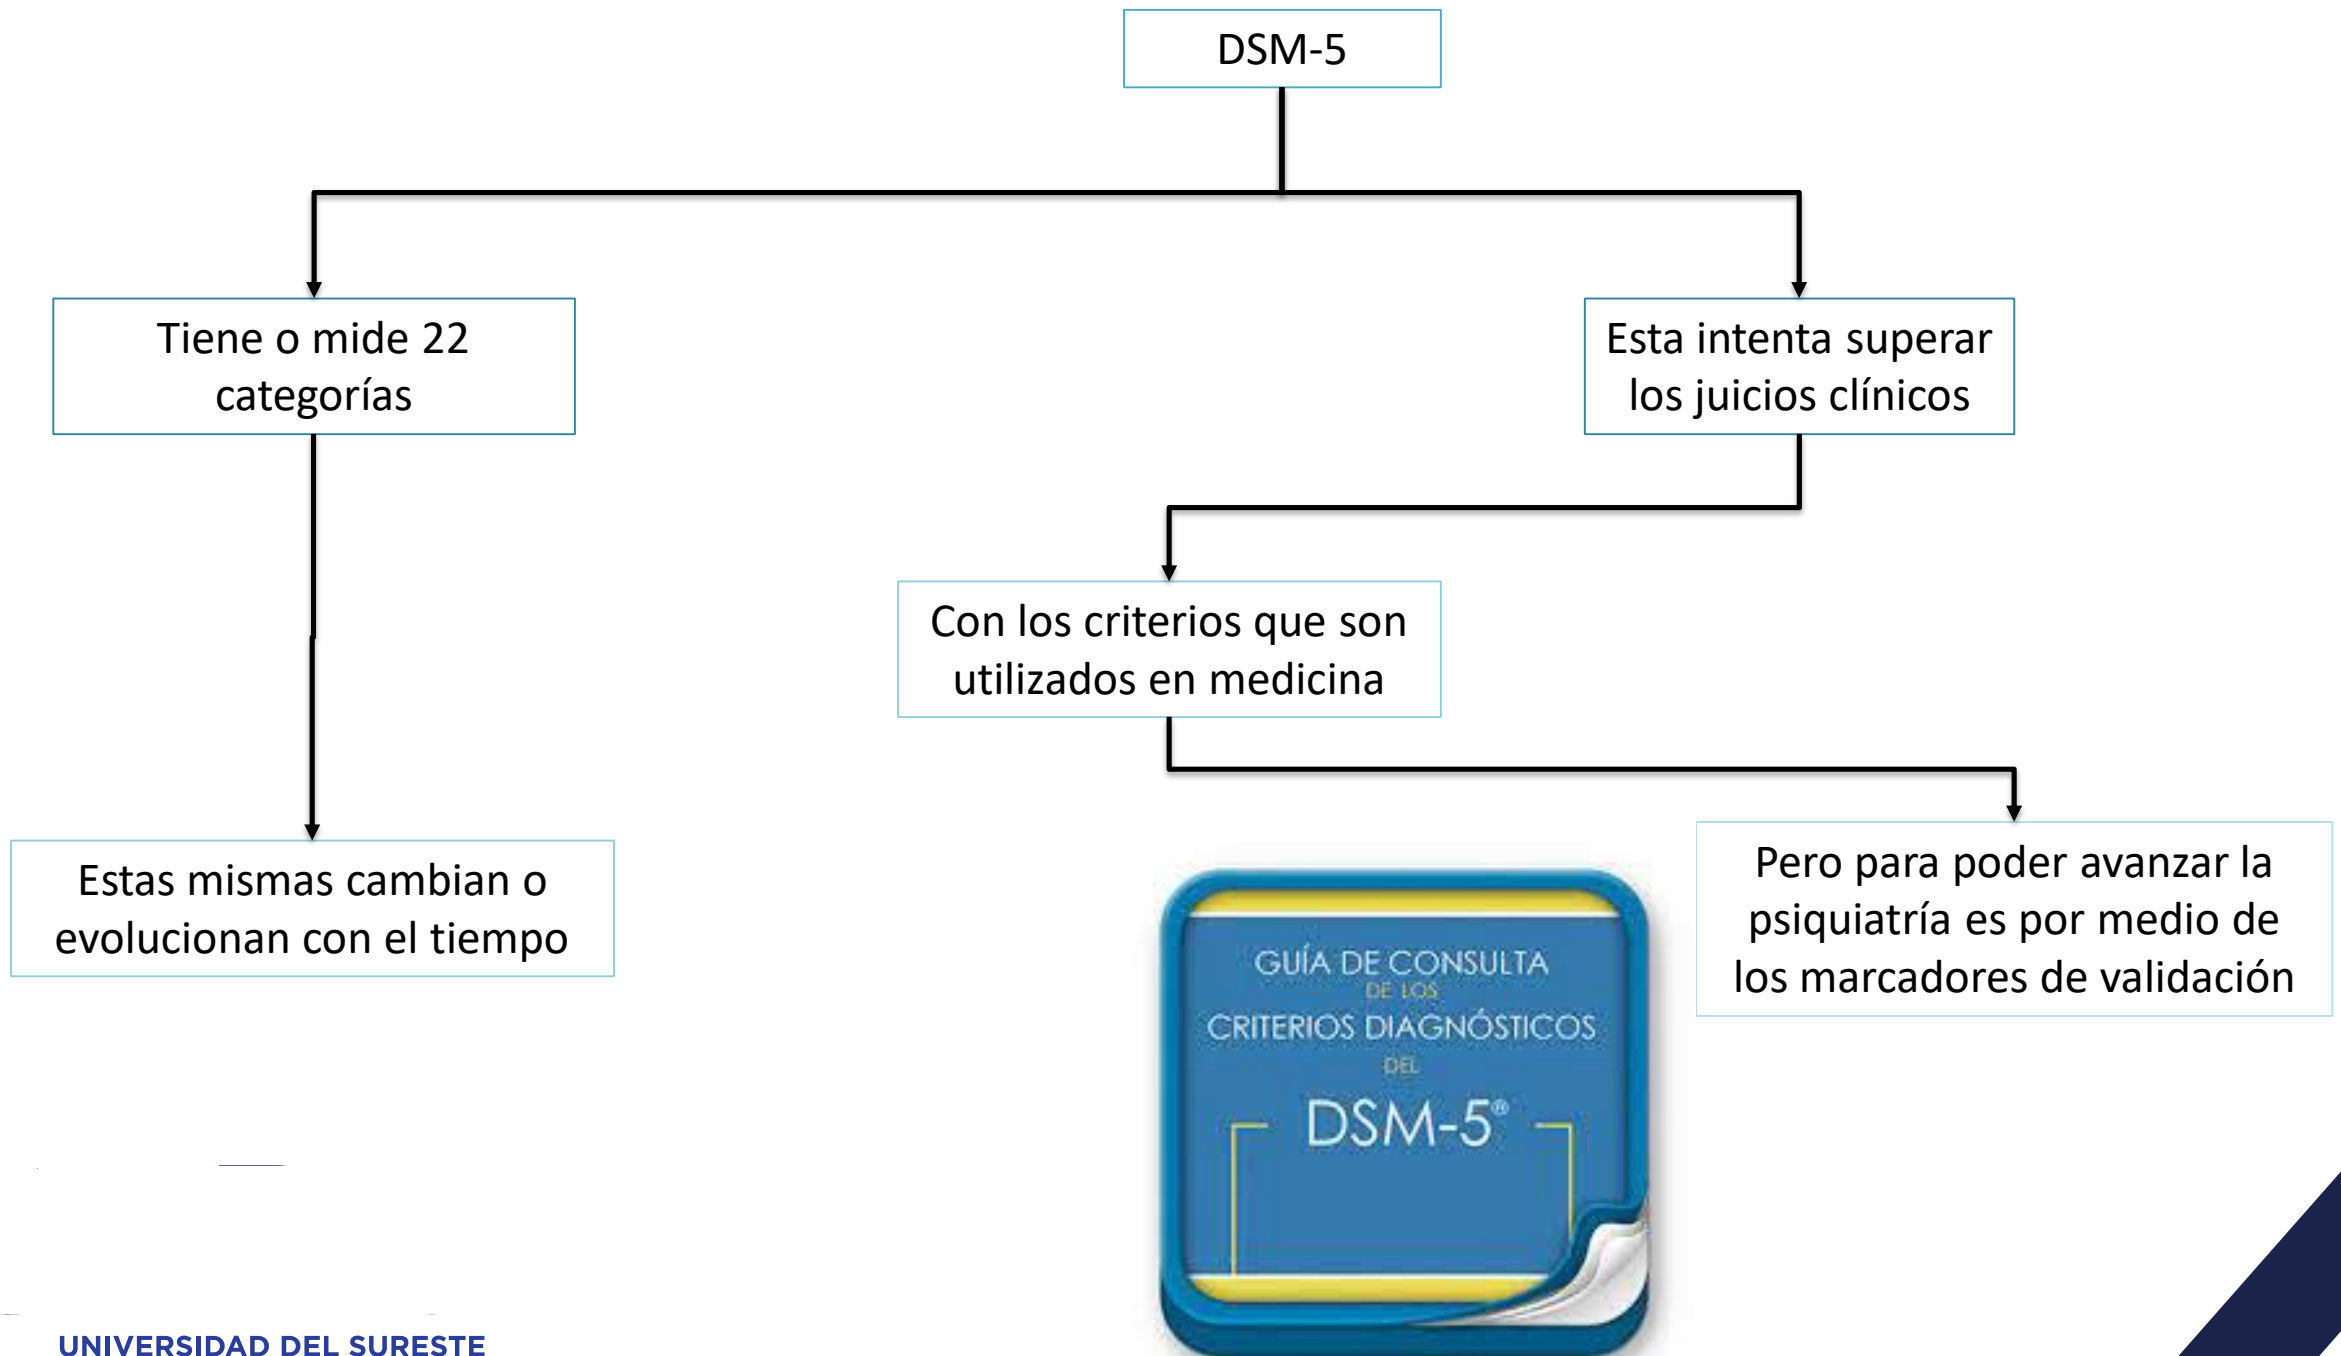 DSM-5
Tiene o mide 22
categorías
Esta intenta superar
los juicios clínicos
Con los criterios que son
utilizados en medicina
Estas mismas cambian o
evolucionan con el tiempo
Pero para poder avanzar la
psiquiatría es por medio de
los marcadores de validación
GUÍA DE CONSULTA
DE LOS
CRITERIOS DIAGNÓSTICOS
DEL
DSM-5®
UNIVERSIDAD DEL SURESTE